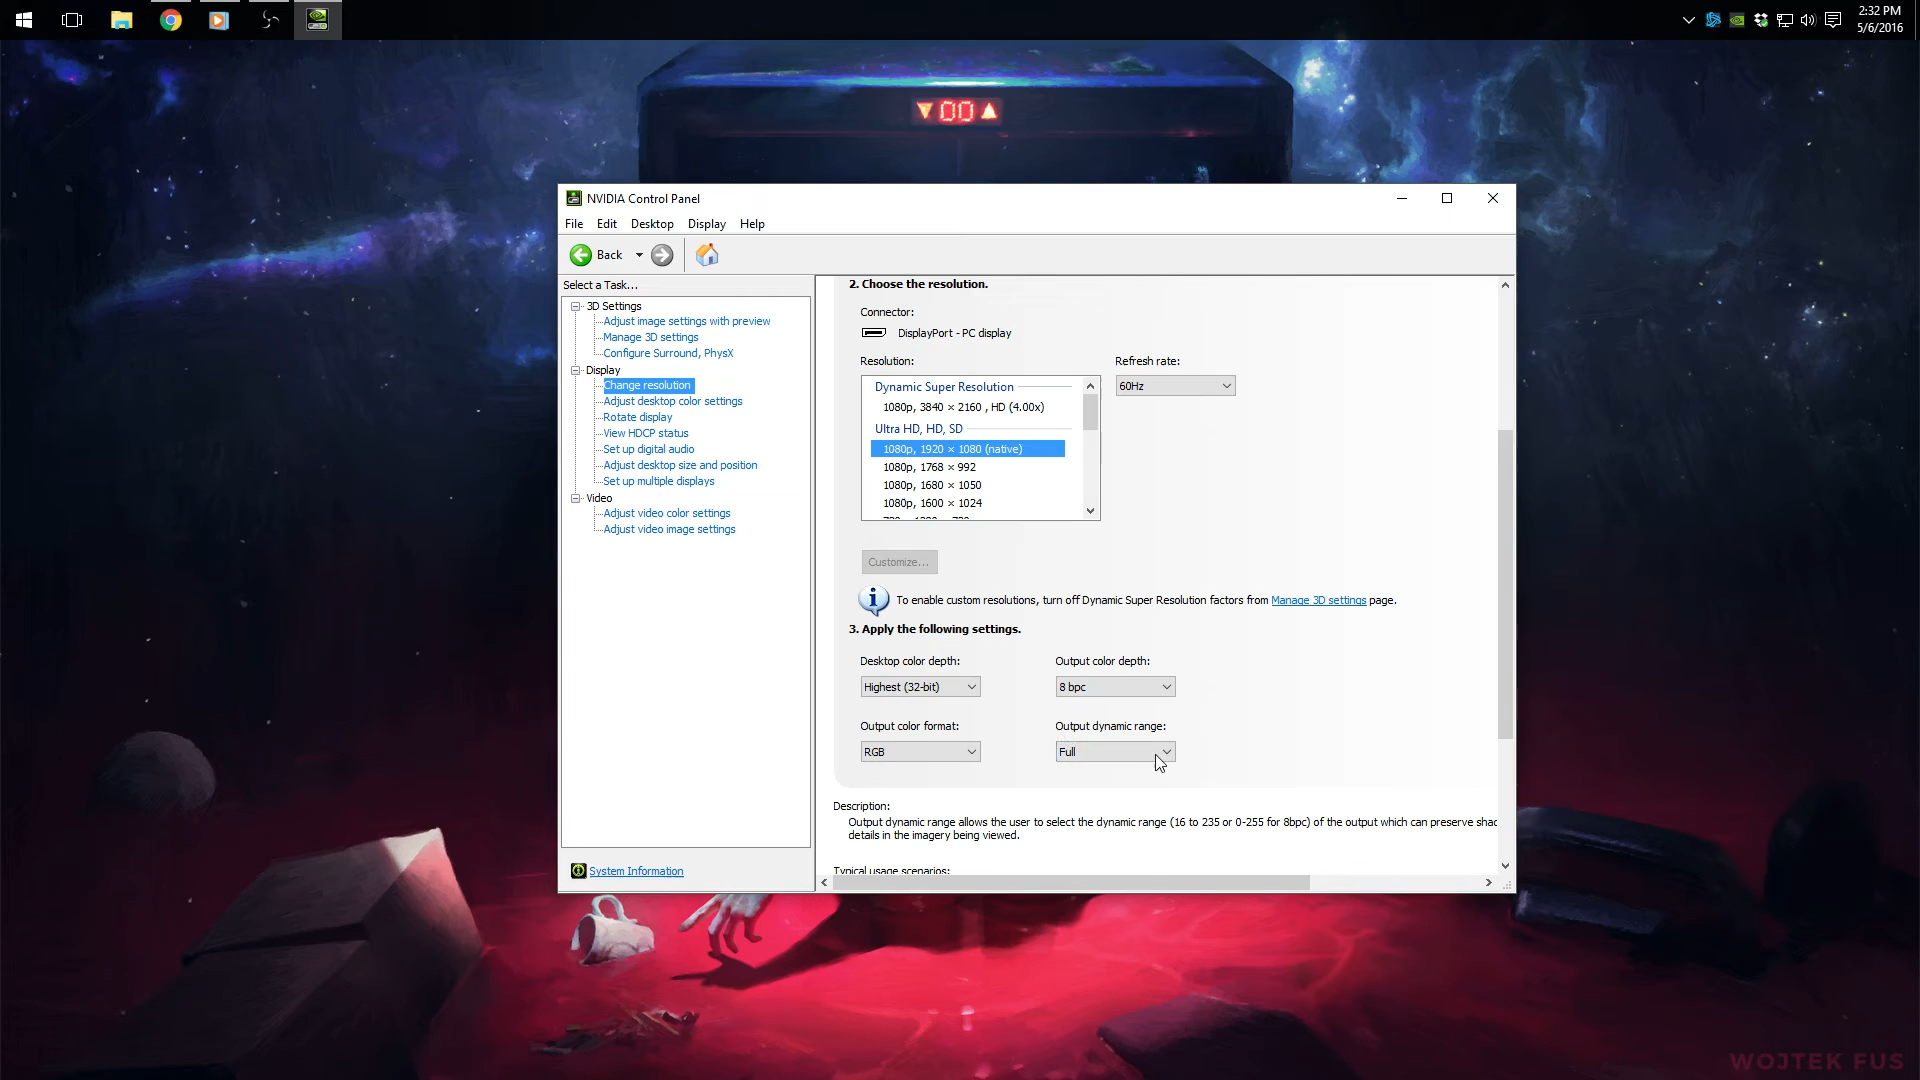 2:32 PM
5/6/2016
00
NVIDIA Control Panel
File Edit Desktop Display Help
Back
Select a Task...
3D Settings
Adjust image settings with preview
Manage 3D settings
Configure Surround, PhysX
Display
Change resolution
Adjust desktop color settings
Rotate display
View HDCP status
Set up digital audio
Adjust desktop size and position
Set up multiple displays
Video
Adjust video color settings
Adjust video image settings
System Information
2. Choose the resolution.
Connector:
DisplayPort - PC display
Resolution:
Refresh rate:
60Hz
Dynamic Super Resolution
1080p, 3840 × 2160 , HD (4.00x)
Ultra HD, HD, SD
1080p, 1920 × 1080 (native)
1080p, 1768 × 992
1080p, 1680 × 1050
1080p, 1600 × 1024
Customize...
To enable custom resolutions, turn off Dynamic Super Resolution factors from Manage 3D settings page.
3. Apply the following settings.
Desktop color depth:
Output color depth:
Highest (32-bit)
8 bpc
Output color format:
Output dynamic range:
RGB
Full
Description:
Output dynamic range allows the user to select the dynamic range (16 to 235 or 0-255 for 8bpc) of the output which can preserve shad
details in the imagery being viewed.
Typical usage scenarios:
WOJTEK FUS